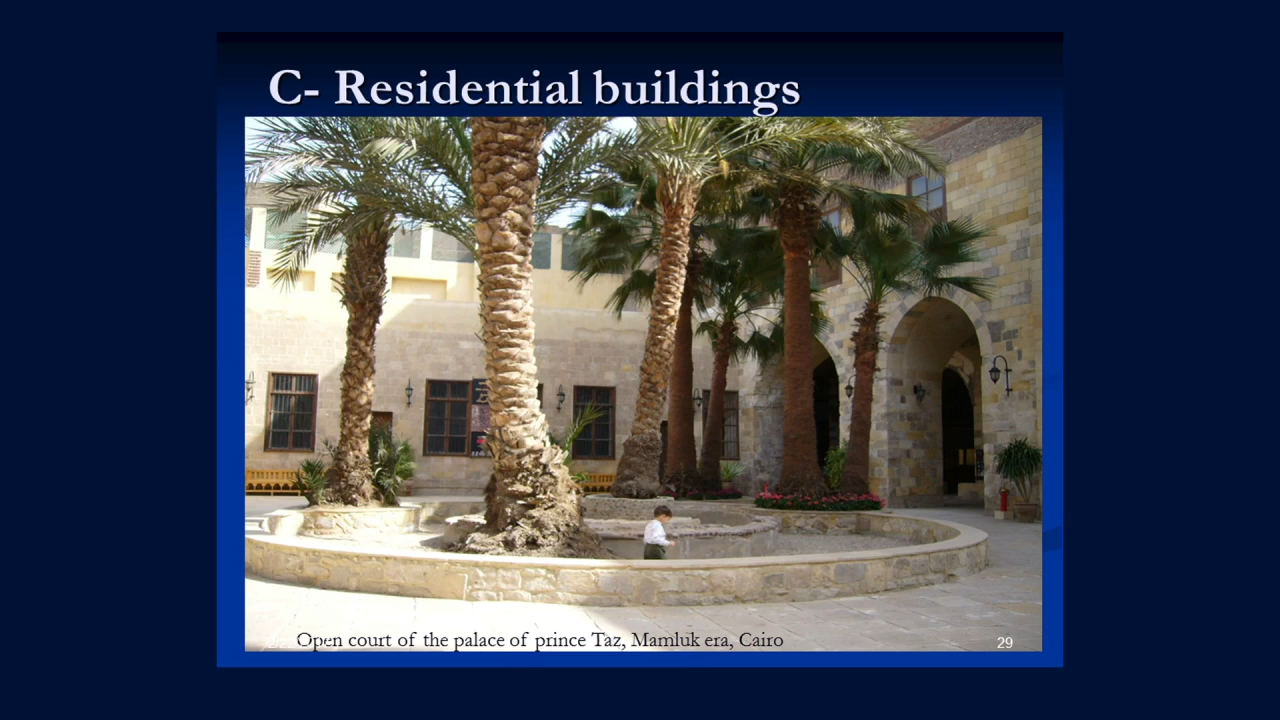 C- Residential buildings
Open court of the palace of prince Taz, Mamluk era, Cairo
29